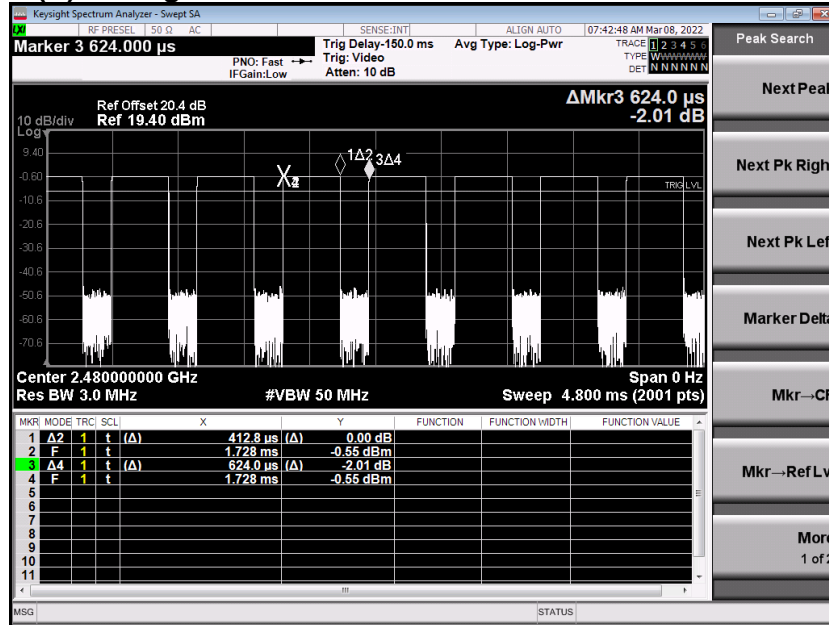 Keysight Spectrum Analyzer - Swept SA
LXI RF PRESEL 50 Ω AC SENSE:INT ALIGN AUTO 07:42:48 AM Mar 08, 2022
Marker 3 624.000 µs
PNO: Fast
IFGain:Low
Trig Delay-150.0 ms
Trig: Video
Atten: 10 dB
Avg Type: Log-Pwr
TRACE 1 2 3 4 5 6
TYPE WWWWWW
DET N N N N N N
Ref Offset 20.4 dB
10 dB/div Ref 19.40 dBm
Log
ΔMkr3 624.0 µs
-2.01 dB
9.40
-0.60
-10.6
-20.6
-30.6
-40.6
-50.6
-60.6
-70.6
1Δ2 3Δ4
TRIG LVL
Center 2.480000000 GHz Span 0 Hz
Res BW 3.0 MHz #VBW 50 MHz Sweep 4.800 ms (2001 pts)
MKR MODE TRC SCL X Y FUNCTION FUNCTION WIDTH FUNCTION VALUE
1 Δ2 1 t (Δ) 412.8 µs (Δ) 0.00 dB
2 F 1 t 1.728 ms -0.55 dBm
3 Δ4 1 t (Δ) 624.0 µs (Δ) -2.01 dB
4 F 1 t 1.728 ms -0.55 dBm
5
6
7
8
9
10
11
MSG STATUS
Peak Search
Next Peak
Next Pk Righ
Next Pk Lef
Marker Delta
Mkr→CF
Mkr→Ref Lv
More
1 of 2